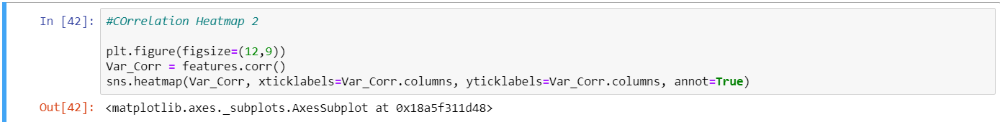 In [42]: #COrrelation Heatmap 2
plt.figure(figsize=(12,9))
Var_Corr = features.corr()
sns.heatmap(Var_Corr, xticklabels=Var_Corr.columns, yticklabels=Var_Corr.columns, annot=True)
Out[42]: <matplotlib.axes._subplots.AxesSubplot at 0x18a5f311d48>